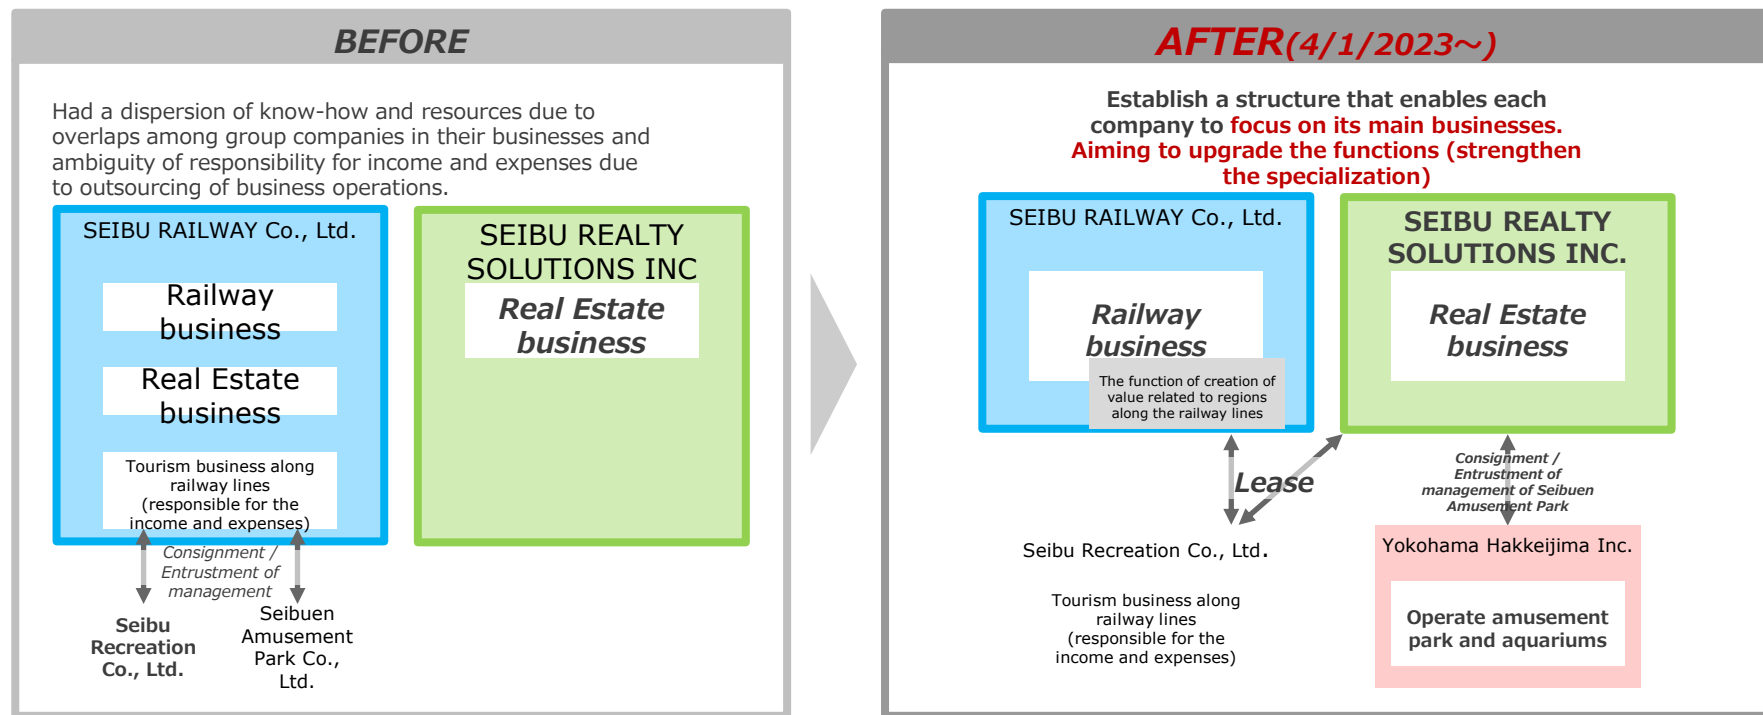 BEFORE
Had a dispersion of know-how and resources due to
overlaps among group companies in their businesses and
ambiguity of responsibility for income and expenses due
to outsourcing of business operations.
SEIBU RAILWAY Co., Ltd.
Railway
business
Real Estate
business
Tourism business along
railway lines
(responsible for the
income and expenses)
SEIBU REALTY
SOLUTIONS INC
Real Estate
business
Consignment /
Entrustment of
management
Seibu
Recreation
Co., Ltd.
Seibuen
Amusement
Park Co.,
Ltd.
AFTER(4/1/2023～)
Establish a structure that enables each
company to focus on its main businesses.
Aiming to upgrade the functions (strengthen
the specialization)
SEIBU RAILWAY Co., Ltd.
Railway
business
The function of creation of
value related to regions
along the railway lines
SEIBU REALTY
SOLUTIONS INC.
Real Estate
business
Lease
Consignment /
Entrustment of
management of Seibuen
Amusement Park
Seibu Recreation Co., Ltd.
Tourism business along
railway lines
(responsible for the
income and expenses)
Yokohama Hakkeijima Inc.
Operate amusement
park and aquariums